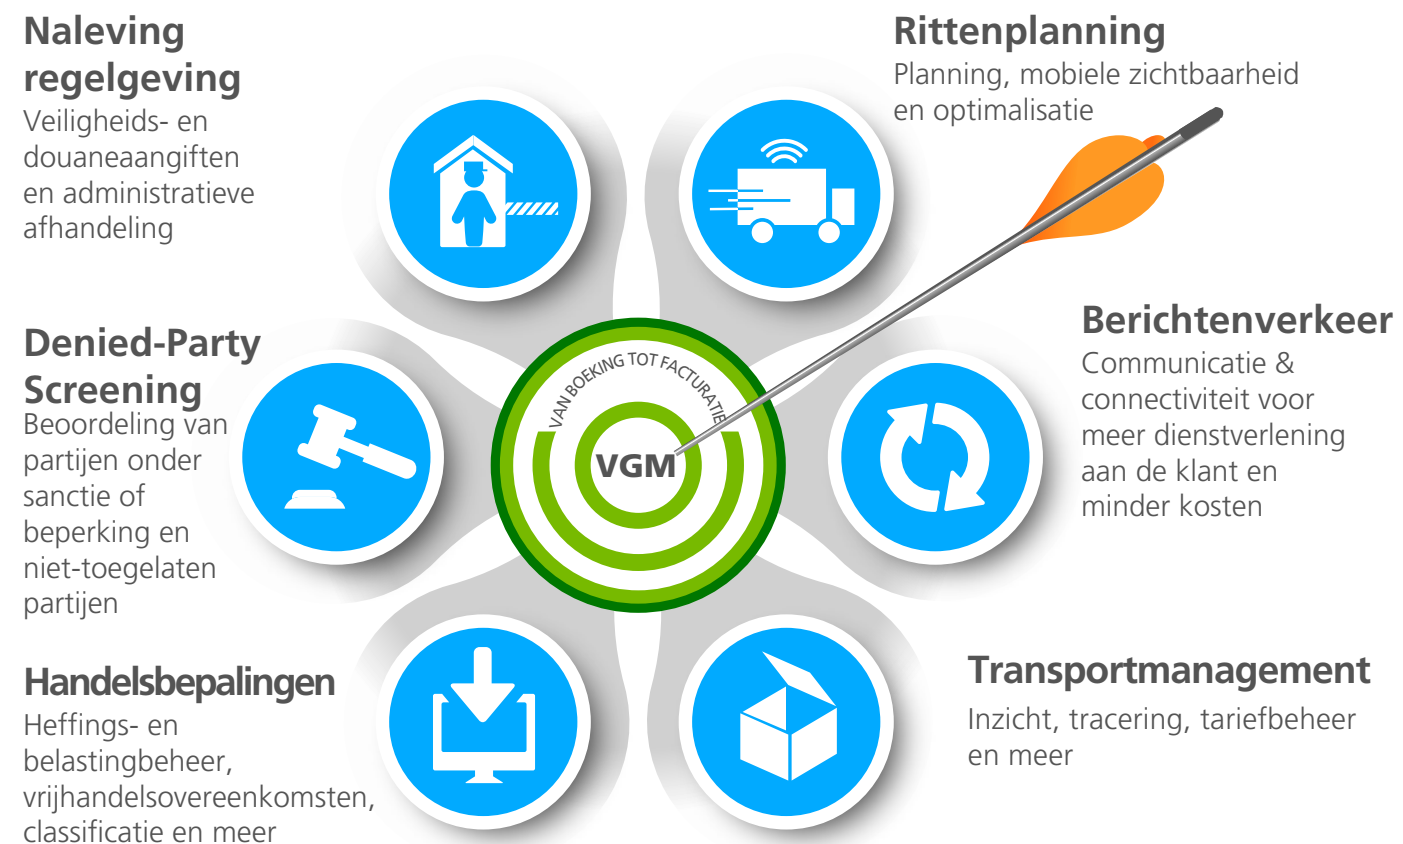 Naleving
regelgeving
Veiligheids- en
douaneaangiften
en administratieve
afhandeling
Rittenplanning
Planning, mobiele zichtbaarheid
en optimalisatie
Denied-Party
Screening
Beoordeling van
partijen onder
sanctie of
beperking en
niet-toegelaten
partijen
VAN BOEKING TOT FACTURATIE
VGM
Berichtenverkeer
Communicatie &
connectiviteit voor
meer dienstverlening
aan de klant en
minder kosten
Handelsbepalingen
Heffings- en
belastingbeheer,
vrijhandelsovereenkomsten,
classificatie en meer
Transportmanagement
Inzicht, tracering, tariefbeheer
en meer